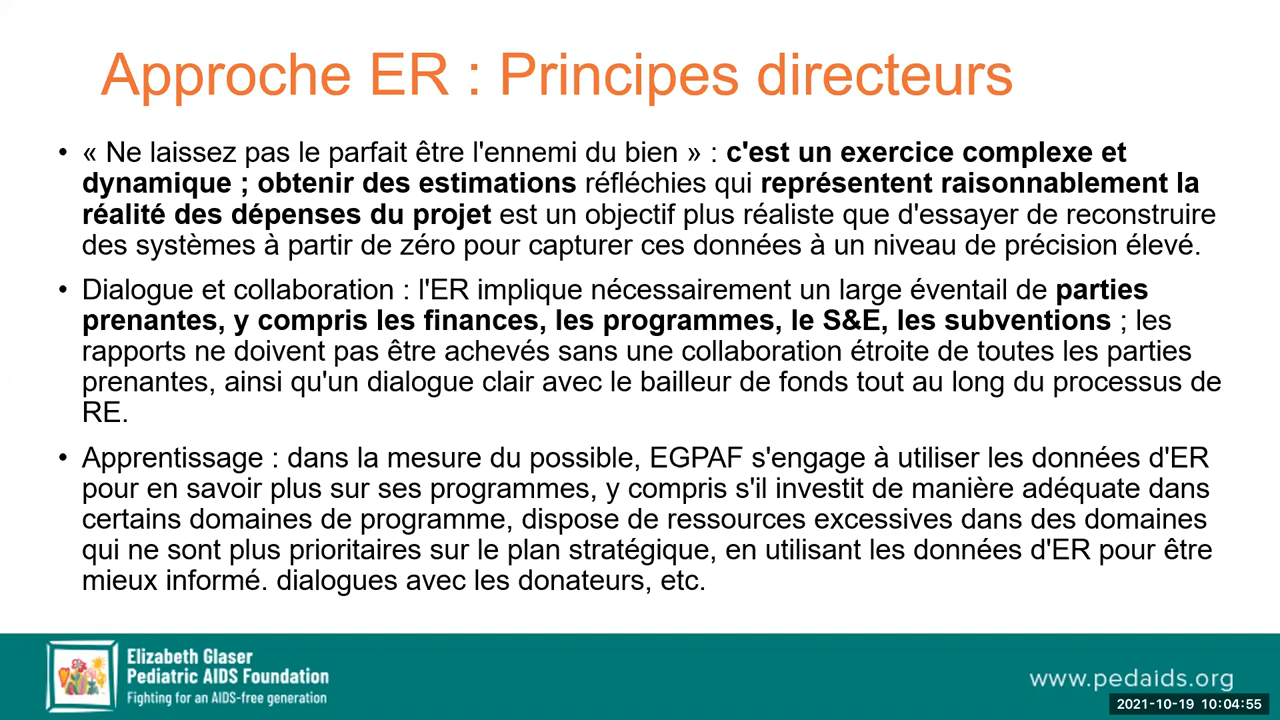 Approche ER : Principes directeurs
• « Ne laissez pas le parfait être l'ennemi du bien » : c'est un exercice complexe et
dynamique ; obtenir des estimations réfléchies qui représentent raisonnablement la
réalité des dépenses du projet est un objectif plus réaliste que d'essayer de reconstruire
des systèmes à partir de zéro pour capturer ces données à un niveau de précision élevé.
• Dialogue et collaboration : l'ER implique nécessairement un large éventail de parties
prenantes, y compris les finances, les programmes, le S&E, les subventions ; les
rapports ne doivent pas être achevés sans une collaboration étroite de toutes les parties
prenantes, ainsi qu'un dialogue clair avec le bailleur de fonds tout au long du processus de
RE.
• Apprentissage : dans la mesure du possible, EGPAF s'engage à utiliser les données d'ER
pour en savoir plus sur ses programmes, y compris s'il investit de manière adéquate dans
certains domaines de programme, dispose de ressources excessives dans des domaines
qui ne sont plus prioritaires sur le plan stratégique, en utilisant les données d'ER pour être
mieux informé. dialogues avec les donateurs, etc.
Elizabeth Glaser
Pediatric AIDS Foundation
Fighting for an AIDS-free generation
www.pedaids.org
2021-10-19 10:04:55